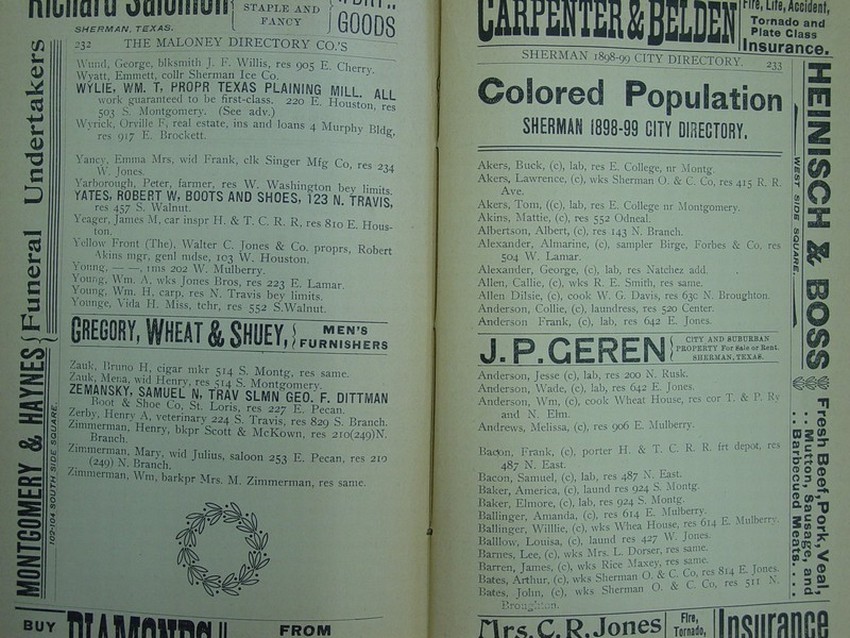 Richard Salomon
STAPLE AND
FANCY
GOODS
SHERMAN, TEXAS.
232 THE MALONEY DIRECTORY CO.'S
Wund, George, blksmith J. F. Willis, res 905 E. Cherry.
Wyatt, Emmett, collr Sherman Ice Co.
WYLIE, WM. T, PROPR TEXAS PLAINING MILL. ALL
work guaranteed to be first-class. 220 E. Houston, res
503 S. Montgomery. (See adv.)
Wyrick, Orville F, real estate, ins and loans 4 Murphy Bldg,
res 917 E. Brockett.
Yancy, Emma Mrs, wid Frank, clk Singer Mfg Co, res 234
W. Jones.
Yarborough, Peter, farmer, res W. Washington bey limits.
YATES, ROBERT W, BOOTS AND SHOES, 123 N. TRAVIS,
res 457 S. Walnut.
Yeager, James M, car inspr H. & T. C. R. R, res 810 E. Hous-
ton.
Yellow Front (The), Walter C. Jones & Co. proprs, Robert
Akins mgr, genl mdse, 103 W. Houston.
Young, — —, rms 202 W. Mulberry.
Young, Wm. A, wks Jones Bros, res 223 E. Lamar.
Young, Wm. H, carp, res N. Travis bey limits.
Younge, Vida H. Miss, tchr, res 552 S.Walnut.
GREGORY, WHEAT & SHUEY, MEN'S
FURNISHERS
Zauk, Bruno H, cigar mkr 514 S. Montg, res same.
Zauk, Mena, wid Henry, res 514 S. Montgomery.
ZEMANSKY, SAMUEL N, TRAV SLMN GEO. F. DITTMAN
Boot & Shoe Co, St. Loris, res 227 E. Pecan.
Zerby, Henry A, veterinary 224 S. Travis, res 829 S. Branch.
Zimmerman, Henry, bkpr Scott & McKown, res 210(249)N.
Branch.
Zimmerman, Mary, wid Julius, saloon 253 E. Pecan, res 210
(249) N. Branch.
Zimmerman, Wm, barkpr Mrs. M. Zimmerman, res same.
Funeral Undertakers
MONTGOMERY & HAYNES
102-104 SOUTH SIDE SQUARE.
BUY DIAMONDS FROM
CARPENTER & BELDEN
Fire, Life, Accident,
Tornado and
Plate Class
Insurance.
SHERMAN 1898-99 CITY DIRECTORY. 233
Colored Population
SHERMAN 1898-99 CITY DIRECTORY.
Akers, Buck, (c), lab, res E. College, nr Montg.
Akers, Lawrence, (c), wks Sherman O. & C. Co, res 415 R. R.
Ave.
Akers, Tom, ((c), lab, res E. College nr Montgomery.
Akins, Mattie, (c), res 552 Odneal.
Albertson, Albert, (c), res 143 N. Branch.
Alexander, Almarine, (c), sampler Birge, Forbes & Co, res
504 W. Lamar.
Alexander, George, (c), lab, res Natchez add.
Allen, Callie, (c), wks R. E. Smith, res same.
Allen Dilsie, (c), cook W. G. Davis, res 630 N. Broughton.
Anderson, Collie, (c), laundress, res 520 Center.
Anderson Frank, (c), lab, res 642 E. Jones.
J. P. GEREN CITY AND SUBURBAN
PROPERTY For Sale or Rent.
SHERMAN, TEXAS.
Anderson, Jesse (c), lab, res 200 N. Rusk.
Anderson, Wade, (c), lab, res 642 E. Jones.
Anderson, Wm, (c), cook Wheat House, res cor T. & P. Ry
and N. Elm.
Andrews, Melissa, (c), res 906 E. Mulberry.
Bacon, Frank, (c), porter H. & T. C. R. R. frt depot, res
487 N. East.
Bacon, Samuel, (c), lab, res 487 N. East.
Baker, America, (c), laund res 924 S. Montg.
Baker, Elmore, (c), lab, res 924 S. Montg.
Ballinger, Amanda, (c), res 614 E. Mulberry.
Ballinger, Willlie, (c), wks Whea House, res 614 E. Mulberry.
Balllow, Louisa, (c), laund res 427 W. Jones.
Barnes, Lee, (c), wks Mrs. L. Dorser, res same.
Barren, James, (c), wks Rice Maxey, res same.
Bates, Arthur, (c), wks Sherman O. & C. Co, res 814 E. Jones.
Bates, John, (c), wks Sherman O. & C. Co, res 511 N.
Broughton.
HEINISCH & BOSS
WEST SIDE SQUARE.
Fresh Beef, Pork, Veal,
. . Mutton, Sausage, and
. . Barbecued Meats. . . .
Mrs. C. R. Jones Fire,
Tornado, Insurance